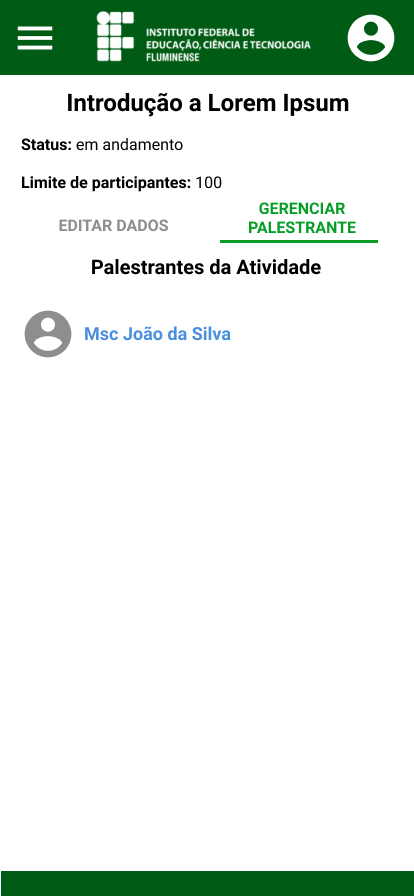 INSTITUTO FEDERAL DE
EDUCAÇÃO, CIÊNCIA E TECNOLOGIA
FLUMINENSE
Introdução a Lorem Ipsum
Status: em andamento
Limite de participantes: 100
EDITAR DADOS
GERENCIAR
PALESTRANTE
Palestrantes da Atividade
Msc João da Silva